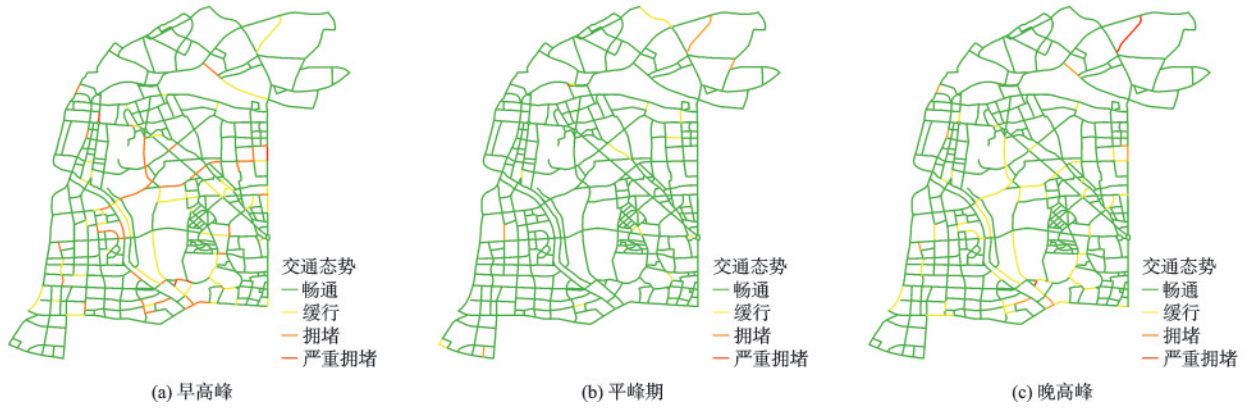 交通态势
畅通
缓行
拥堵
严重拥堵
(a) 早高峰
交通态势
畅通
缓行
拥堵
严重拥堵
(b) 平峰期
交通态势
畅通
缓行
拥堵
严重拥堵
(c) 晚高峰